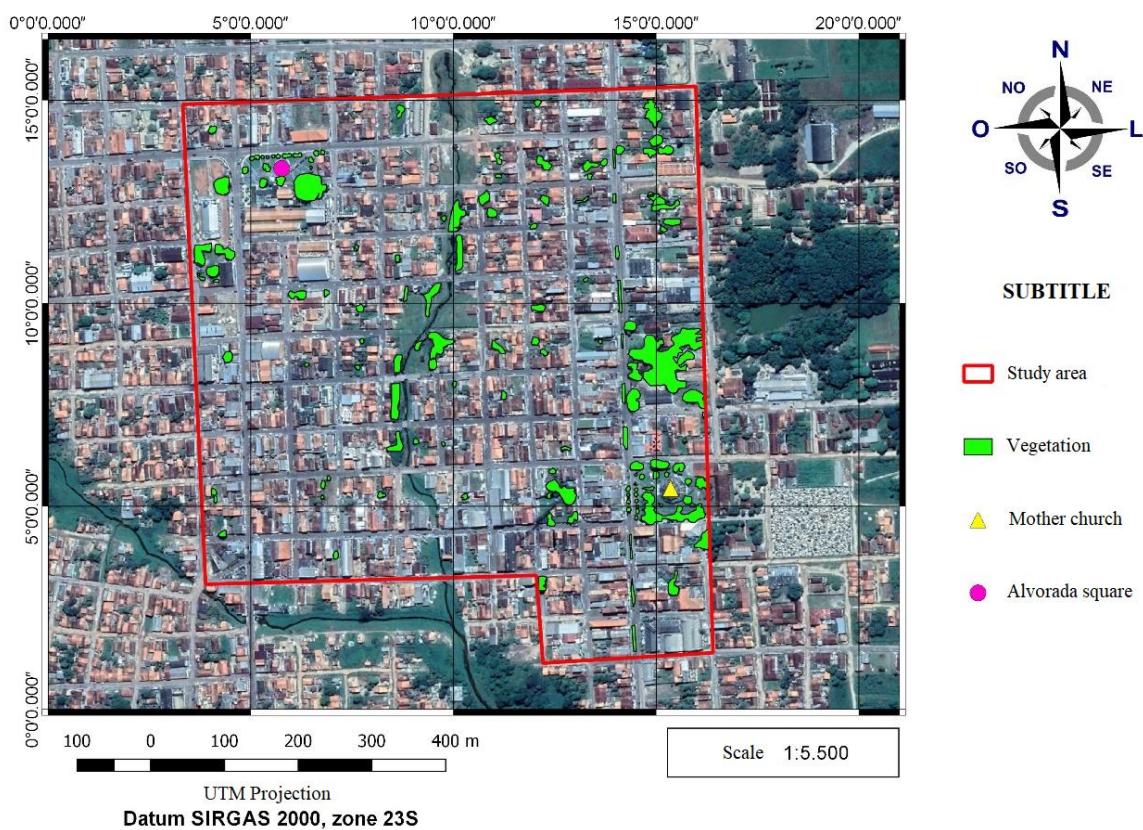 0°0'0.000" 5°0'0.000" 10°0'0.000" 15°0'0.000" 20°0'0.000"
15°0'0.000"
10°0'0.000"
5°0'0.000"
0°0'0.000"
N
NO NE
O L
SO SE
S
SUBTITLE
Study area
Vegetation
Mother church
Alvorada square
100 0 100 200 300 400 m
UTM Projection
Datum SIRGAS 2000, zone 23S
Scale 1:5.500